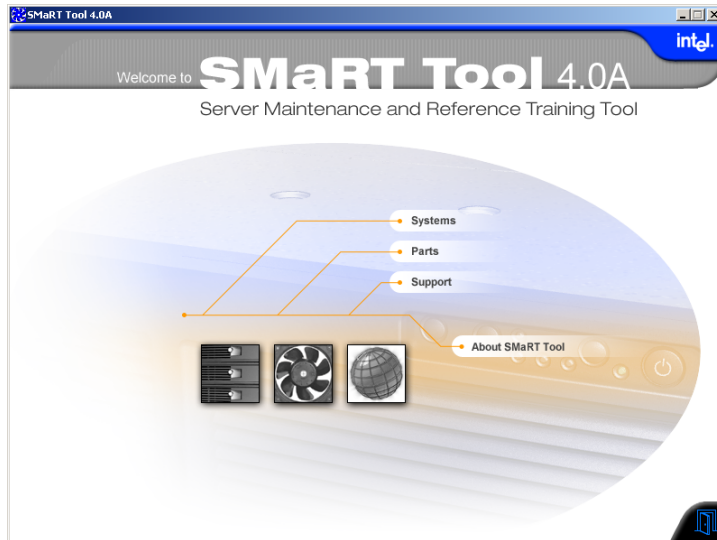 SMaRT Tool 4.0A
intel.
Welcome to SMaRT Tool 4.0A
Server Maintenance and Reference Training Tool
Systems
Parts
Support
About SMaRT Tool